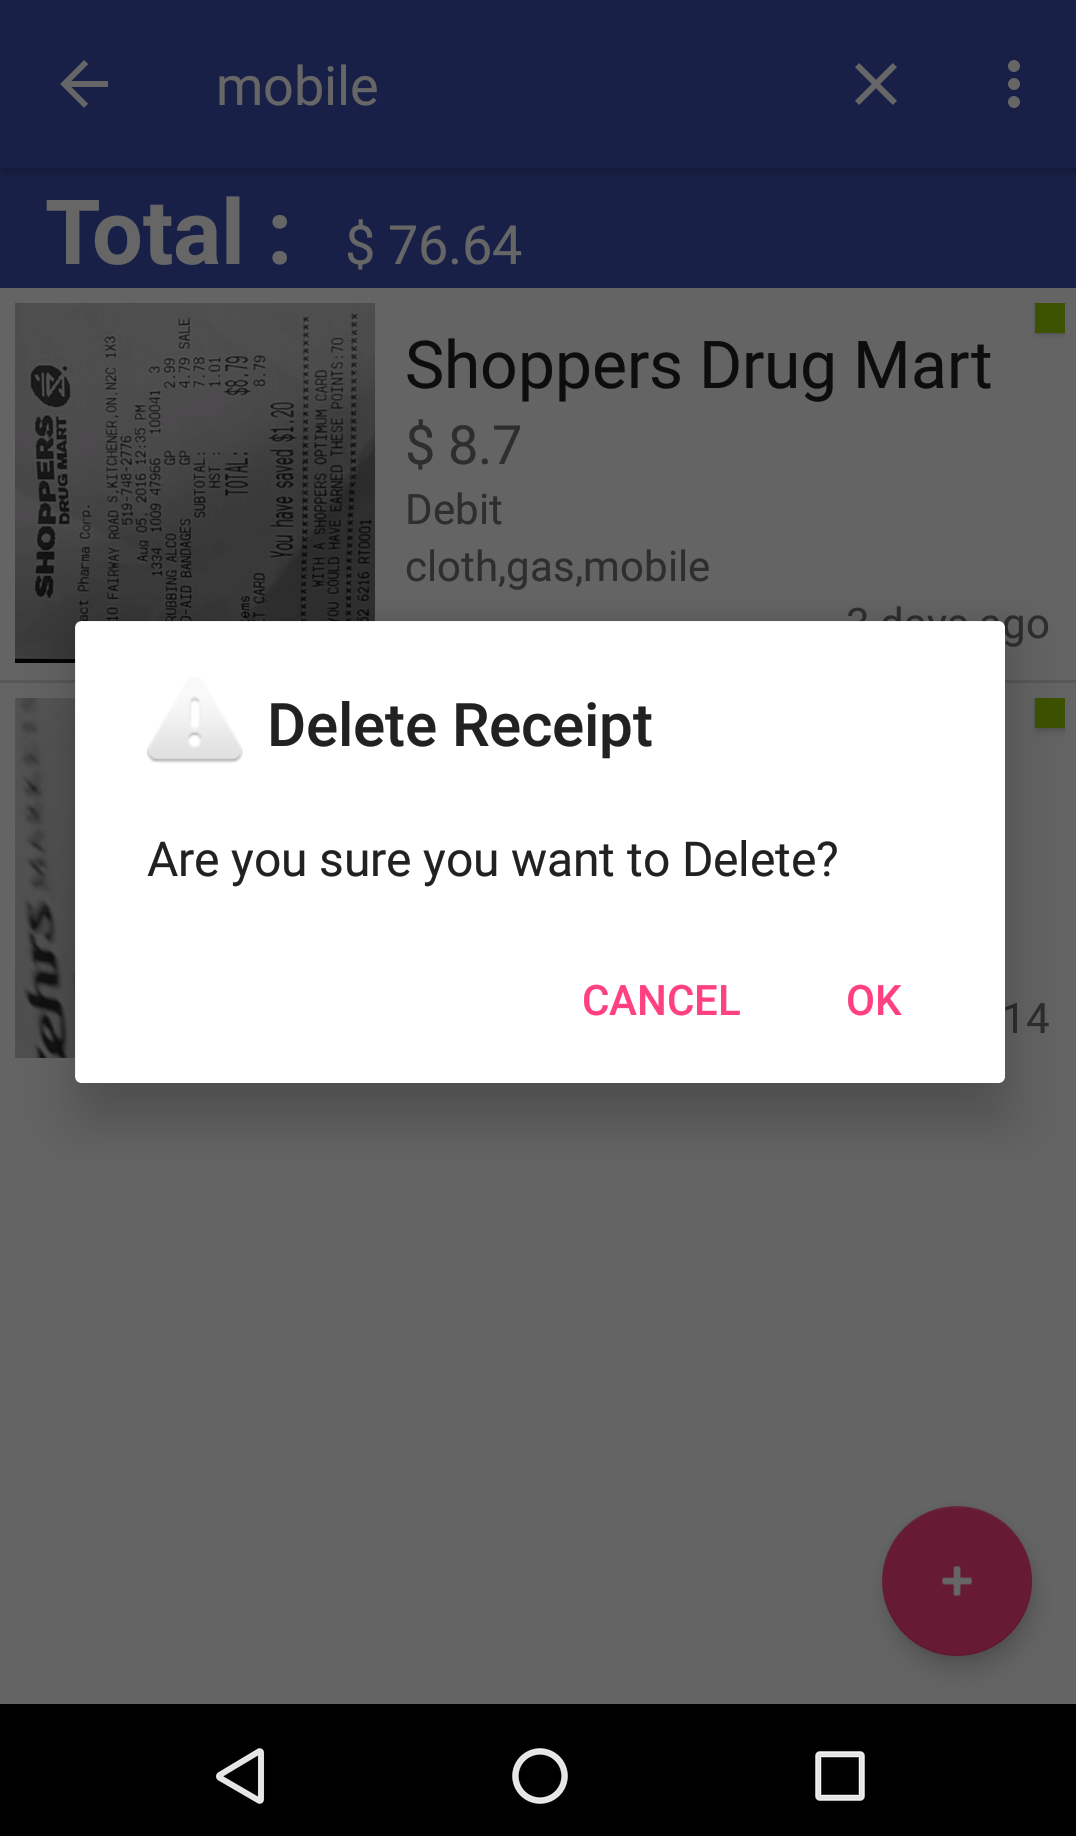 mobile
Total : $ 76.64
SHOPPERS
DRUG MART
act Pharma Corp.
10 FAIRWAY ROAD S,KITCHENER,ON,N2C 1X3
519-748-2776
Aug 05, 2016 12:35 PM
1334 1009 47966 100041 3
RUBBING ALCO GP 2.99
D-AID BANDAGES GP 4.79 SALE
SUBTOTAL: 7.78
HST : 1.01
TOTAL: $8.79
T CARD 8.79
You have saved $1.20
WITH A SHOPPERS OPTIMUM CARD
YOU COULD HAVE EARNED THESE POINTS:70
52 6216 RT0001
Shoppers Drug Mart
$ 8.7
Debit
cloth,gas,mobile
2 days ago
Delete Receipt
Are you sure you want to Delete?
CANCEL OK
14